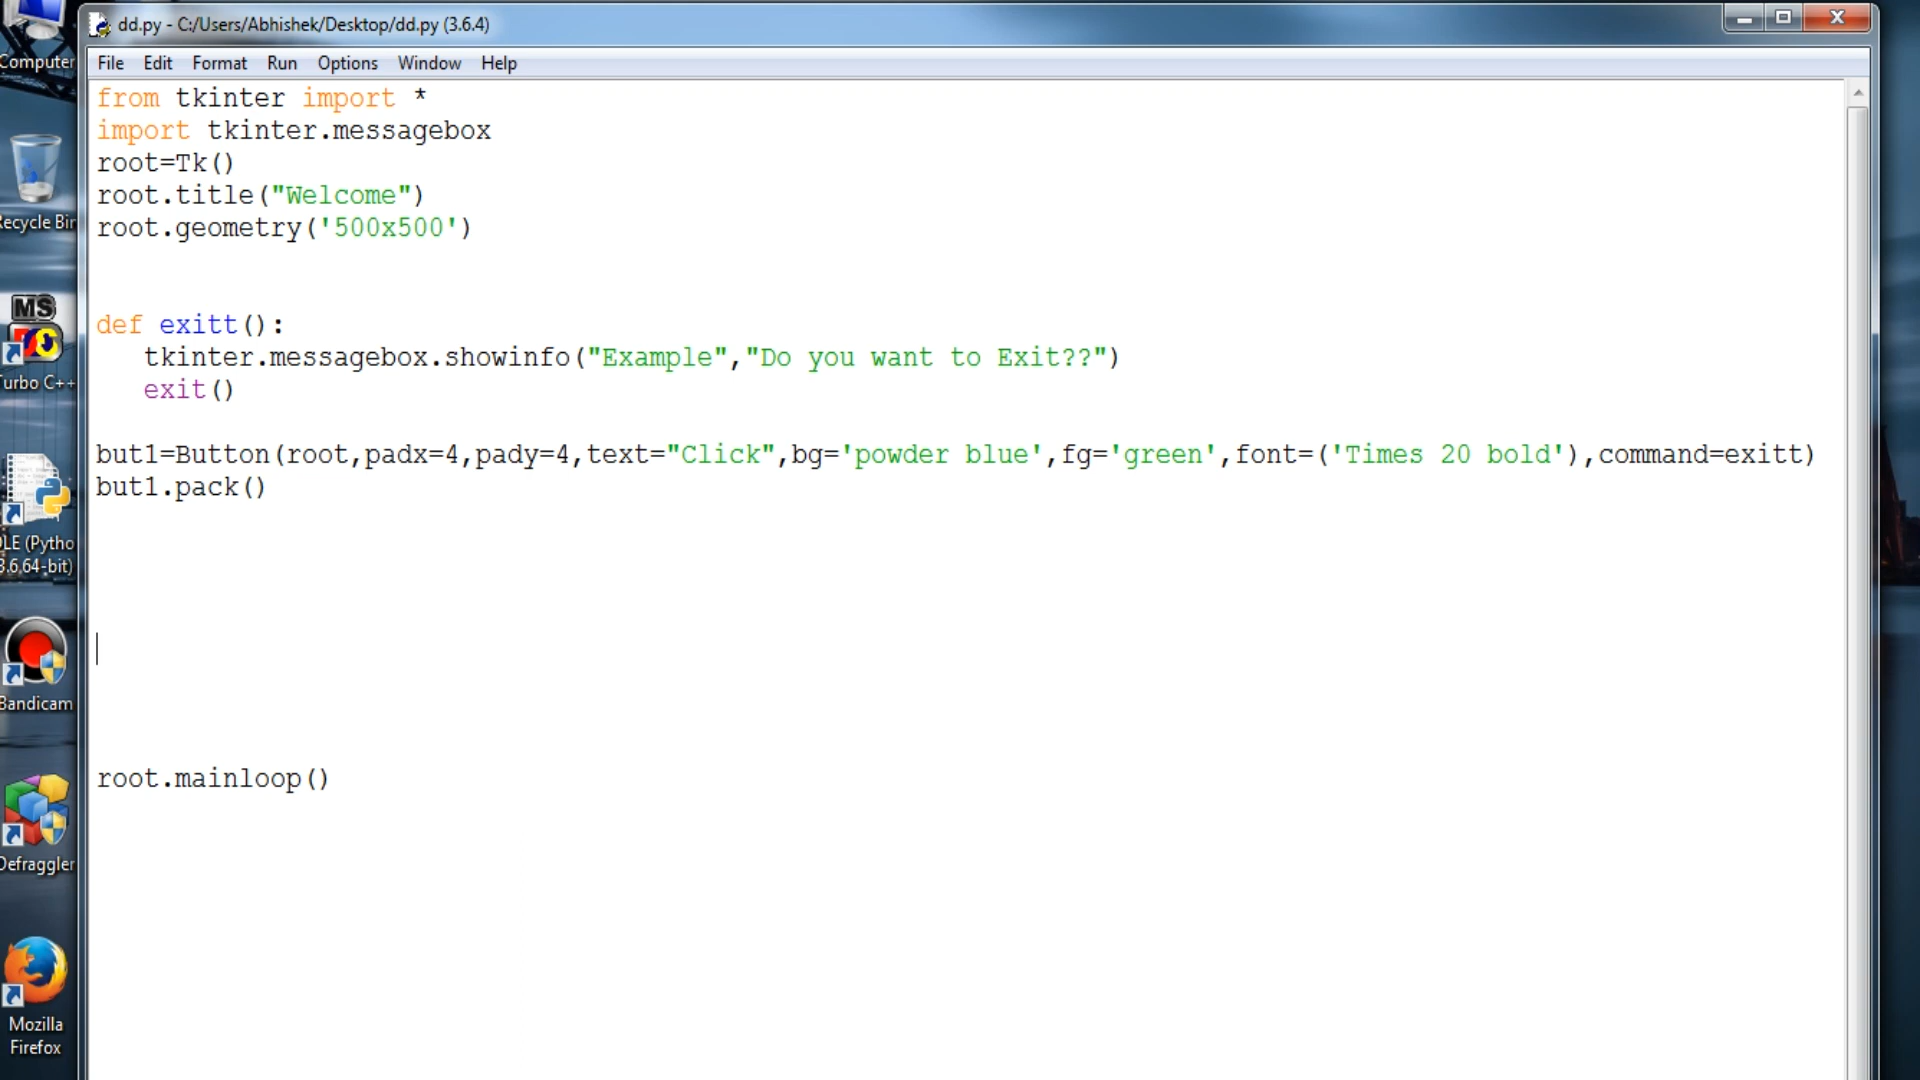 dd.py - C:/Users/Abhishek/Desktop/dd.py (3.6.4)
File Edit Format Run Options Window Help
from tkinter import *
import tkinter.messagebox
root=Tk()
root.title("Welcome")
root.geometry('500x500')
def exitt():
   tkinter.messagebox.showinfo("Example","Do you want to Exit??")
   exit()
but1=Button(root,padx=4,pady=4,text="Click",bg='powder blue',fg='green',font=('Times 20 bold'),command=exitt)
but1.pack()
root.mainloop()
Computer
Recycle Bin
MS
Turbo C++
IDLE (Pytho
3.6 64-bit)
Bandicam
Defraggler
Mozilla
Firefox